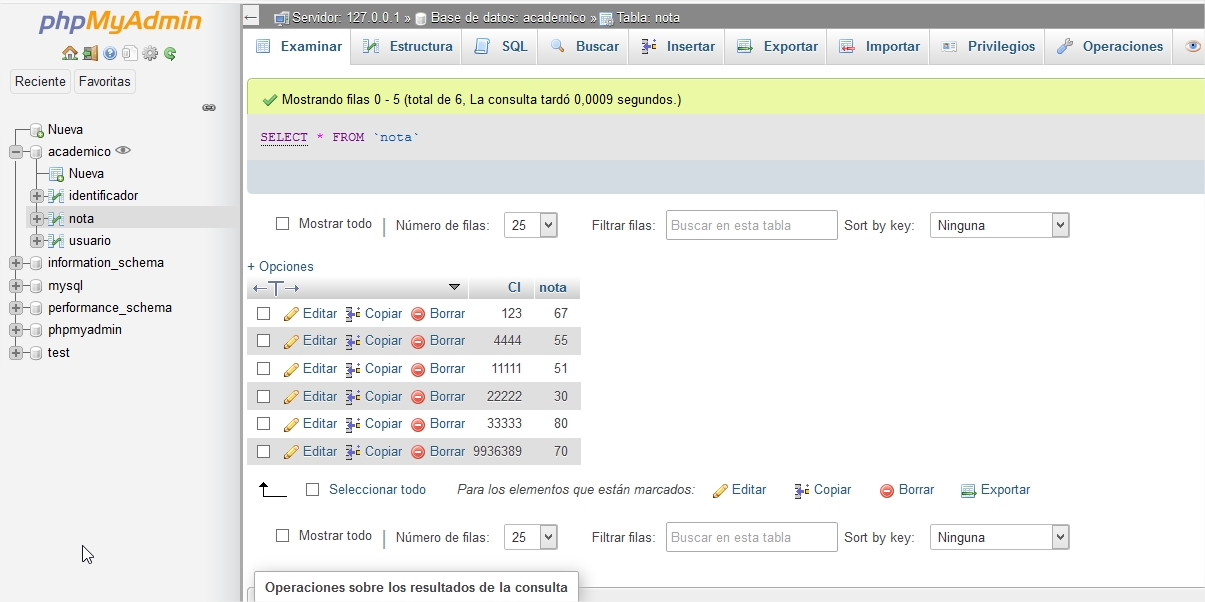 phpMyAdmin
Reciente Favoritas
Nueva
academico
Nueva
identificador
nota
usuario
information_schema
mysql
performance_schema
phpmyadmin
test
Servidor: 127.0.0.1 » Base de datos: academico » Tabla: nota
Examinar Estructura SQL Buscar Insertar Exportar Importar Privilegios Operaciones
Mostrando filas 0 - 5 (total de 6, La consulta tardó 0,0009 segundos.)
SELECT * FROM `nota`
Mostrar todo Número de filas: 25 Filtrar filas: Buscar en esta tabla Sort by key: Ninguna
+ Opciones
←T→ CI nota
Editar Copiar Borrar 123 67
Editar Copiar Borrar 4444 55
Editar Copiar Borrar 11111 51
Editar Copiar Borrar 22222 30
Editar Copiar Borrar 33333 80
Editar Copiar Borrar 9936389 70
Seleccionar todo Para los elementos que están marcados: Editar Copiar Borrar Exportar
Mostrar todo Número de filas: 25 Filtrar filas: Buscar en esta tabla Sort by key: Ninguna
Operaciones sobre los resultados de la consulta